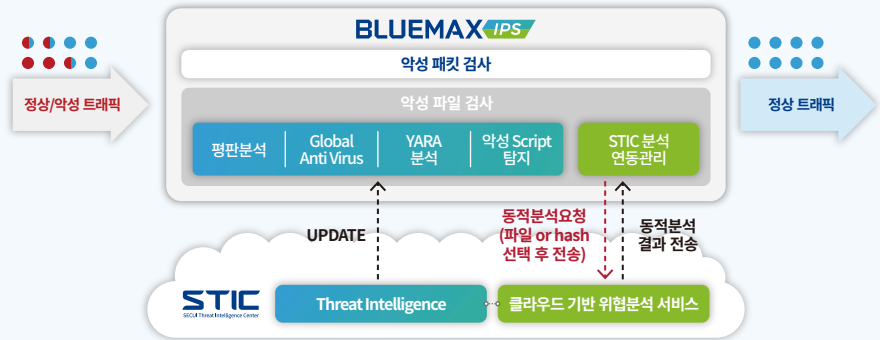 BLUEMAX IPS
악성 패킷 검사
정상/악성 트래픽
악성 파일 검사
평판분석
Global
Anti Virus
YARA
분석
악성 Script
탐지
STIC 분석
연동관리
정상 트래픽
UPDATE
동적분석요청
(파일 or hash
선택 후 전송)
동적분석
결과 전송
STIC
SECUI Threat Intelligence Center
Threat Intelligence
클라우드 기반 위협분석 서비스